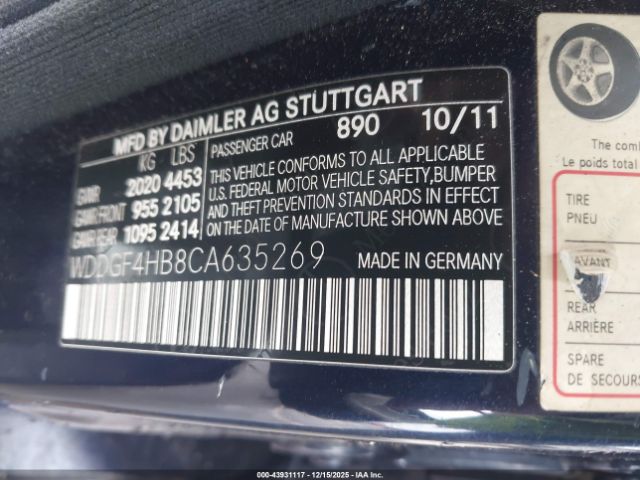 MFD BY DAIMLER AG STUTTGART
KG LBS PASSENGER CAR 890 10/11
GVWR 2020 4453
GAWR FRONT 955 2105
GAWR REAR 1095 2414
THIS VEHICLE CONFORMS TO ALL APPLICABLE
U.S. FEDERAL MOTOR VEHICLE SAFETY, BUMPER
AND THEFT PREVENTION STANDARDS IN EFFECT
ON THE DATE OF MANUFACTURE SHOWN ABOVE
WDDGF4HB8CA635269 MADE IN GERMANY
The comb
Le poids total
TIRE
PNEU
AVANT
REAR
ARRIÈRE
SPARE
DE SECOURS
000-43931117 - 12/15/2025 - IAAI.COM